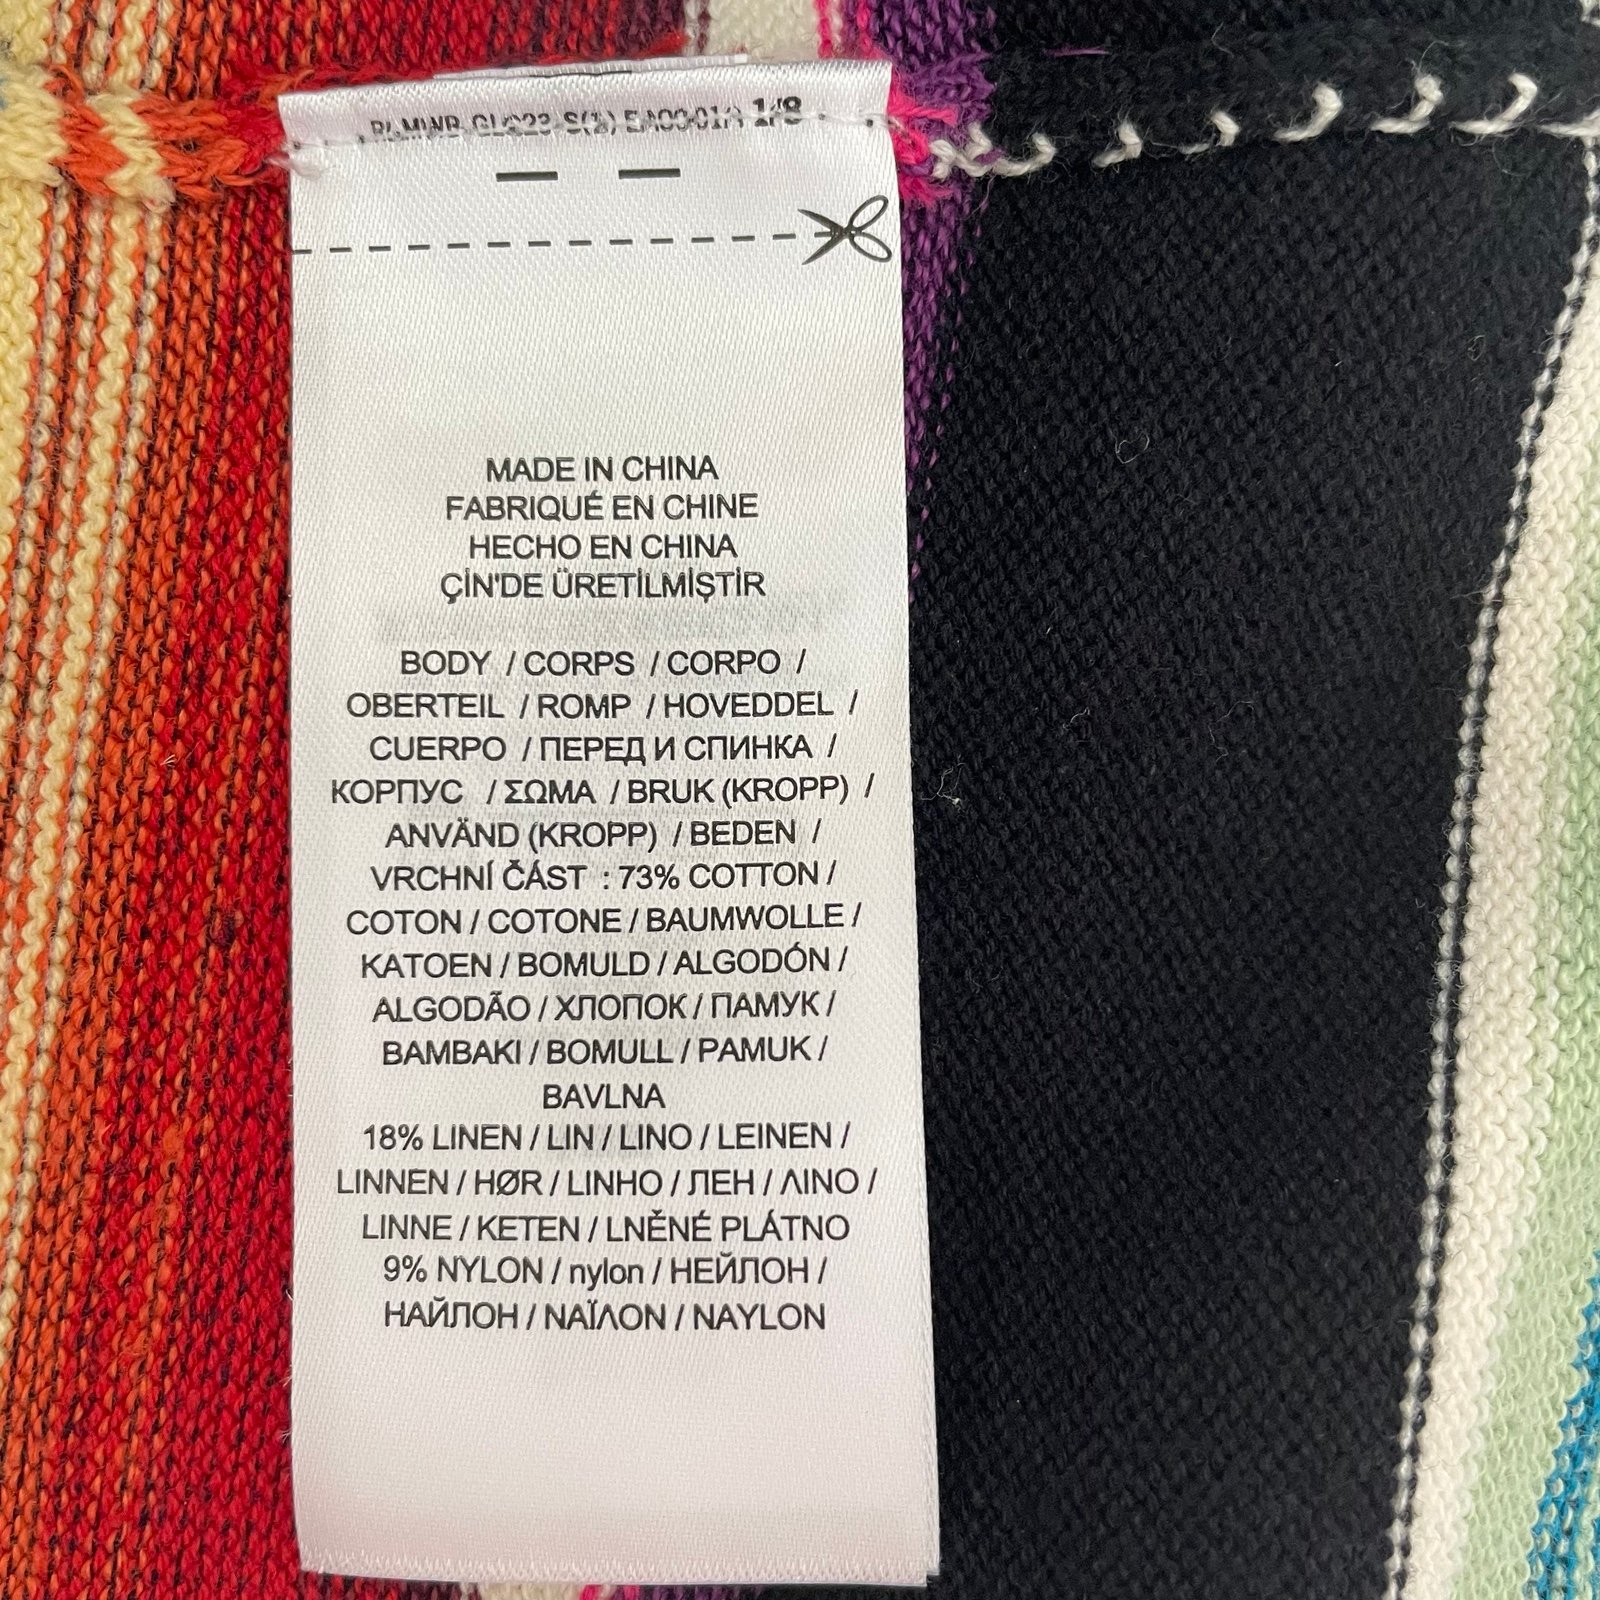 1/8
MADE IN CHINA
FABRIQUÉ EN CHINE
HECHO EN CHINA
ÇİN'DE ÜRETİLMİŞTİR
BODY / CORPS / CORPO /
OBERTEIL / ROMP / HOVEDDEL /
CUERPO / ПЕРЕД И СПИНКА /
КОРПУС / ΣΩΜΑ / BRUK (KROPP) /
ANVÄND (KROPP) / BEDEN /
VRCHNÍ ČÁST : 73% COTTON /
COTON / COTONE / BAUMWOLLE /
KATOEN / BOMULD / ALGODÓN /
ALGODÃO / ХЛОПОК / ПАМУК /
BAMBAKI / BOMULL / PAMUK /
BAVLNA
18% LINEN / LIN / LINO / LEINEN /
LINNEN / HØR / LINHO / ЛЕН / ΛΙΝΟ /
LINNE / KETEN / LNĚNÉ PLÁTNO
9% NYLON / nylon / НЕЙЛОН /
НАЙЛОН / ΝΑΪΛΟΝ / NAYLON